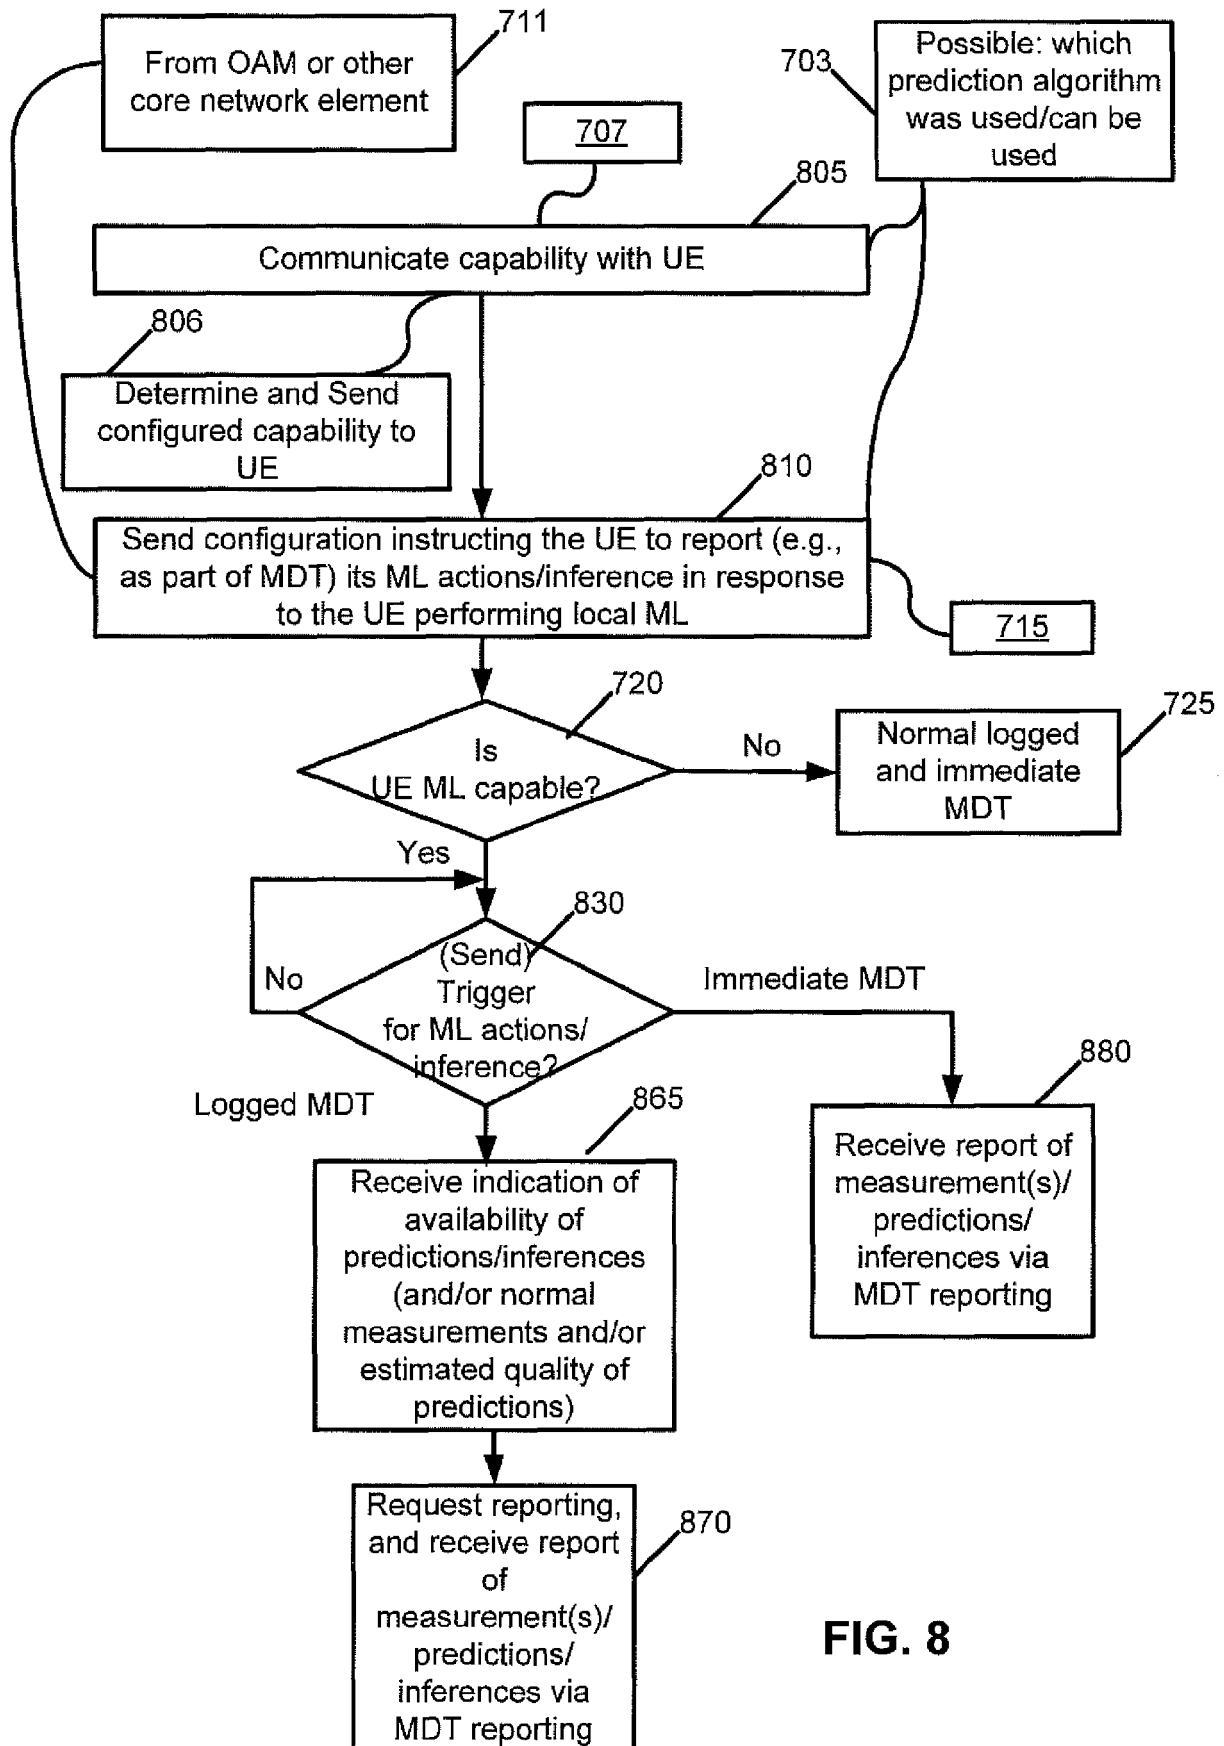 711
From OAM or other
core network element
703
Possible: which
prediction algorithm
was used/can be
used
707
805
Communicate capability with UE
806
Determine and Send
configured capability to
UE
810
Send configuration instructing the UE to report (e.g.,
as part of MDT) its ML actions/inference in response
to the UE performing local ML
715
720
Is
UE ML capable?
No
725
Normal logged
and immediate
MDT
Yes
830
(Send)
Trigger
for ML actions/
inference?
No
Immediate MDT
Logged MDT
865
Receive indication of
availability of
predictions/inferences
(and/or normal
measurements and/or
estimated quality of
predictions)
880
Receive report of
measurement(s)/
predictions/
inferences via
MDT reporting
870
Request reporting,
and receive report
of
measurement(s)/
predictions/
inferences via
MDT reporting
FIG. 8